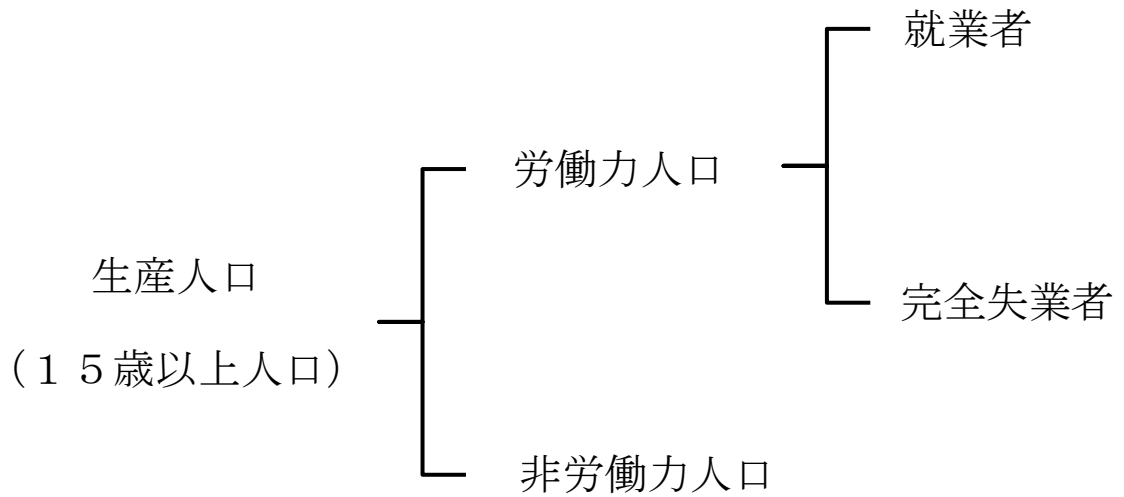 就業者
労働力人口
生産人口
完全失業者
（１５歳以上人口）
非労働力人口